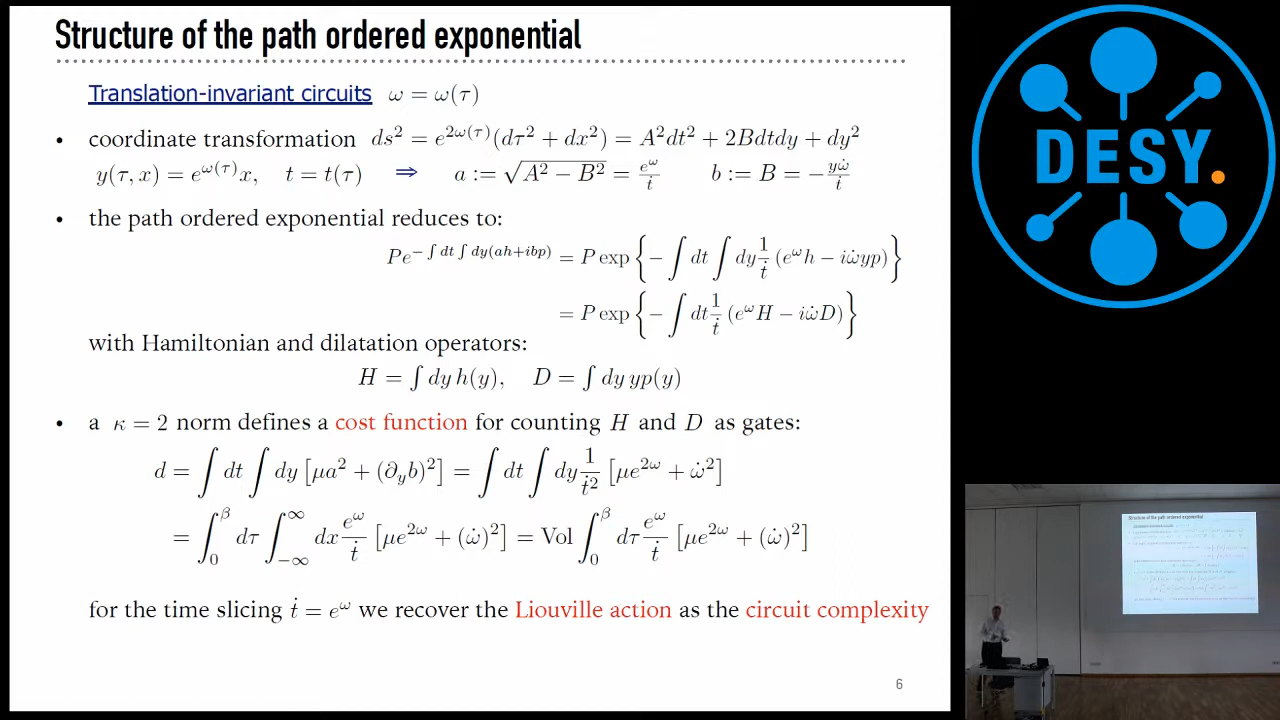 Structure of the path ordered exponential
Translation-invariant circuits ω = ω(τ)
• coordinate transformation ds² = e^{2ω(τ)}(dτ² + dx²) = A²dt² + 2Bdtdy + dy²
y(τ, x) = e^{ω(τ)}x, t = t(τ) ⇒ a := √(A² − B²) = e^ω/ṫ b := B = −yω̇/ṫ
• the path ordered exponential reduces to:
Pe^{−∫dt∫dy(ah+ibp)} = P exp{−∫dt∫dy 1/ṫ (e^ω h − iω̇yp)}
= P exp{−∫dt 1/ṫ (e^ω H − iω̇D)}
with Hamiltonian and dilatation operators:
H = ∫dy h(y), D = ∫dy yp(y)
• a κ = 2 norm defines a cost function for counting H and D as gates:
d = ∫dt∫dy [μa² + (∂_y b)²] = ∫dt∫dy 1/ṫ² [μe^{2ω} + ω̇²]
= ∫_0^β dτ ∫_{−∞}^∞ dx e^ω/ṫ [μe^{2ω} + (ω̇)²] = Vol ∫_0^β dτ e^ω/ṫ [μe^{2ω} + (ω̇)²]
for the time slicing ṫ = e^ω we recover the Liouville action as the circuit complexity
6
DESY.